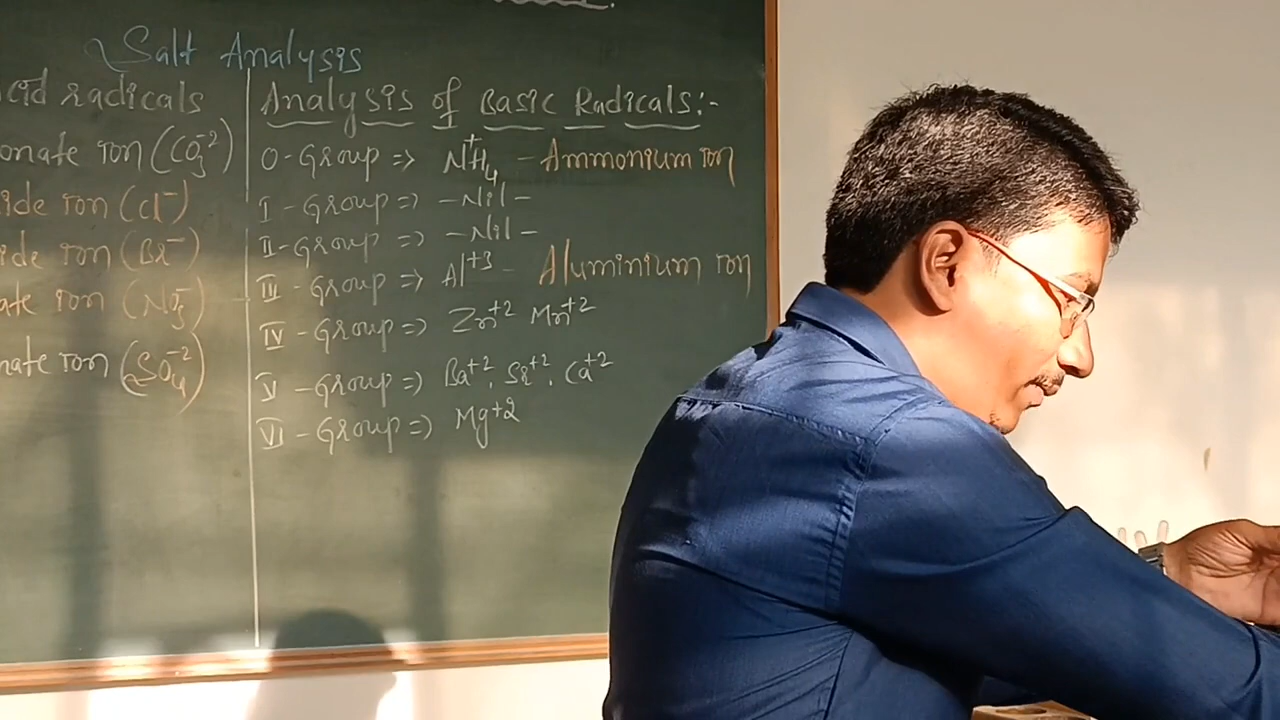 Salt Analysis
cid radicals
onate Ion (CO₃⁻²)
ide Ion (Cl⁻)
ide Ion (Br⁻)
ate Ion (NO₃⁻)
hate Ion (SO₄⁻²)
Analysis of Basic Radicals:-
O-Group => NH₄⁺ - Ammonium Ion
I - Group => - Nil -
II - Group => - Nil -
III - Group => Al⁺³ - Aluminium Ion
IV - Group => Zn⁺² Mn⁺²
V - Group => Ba⁺², Sr⁺², Ca⁺²
VI - Group => Mg⁺²